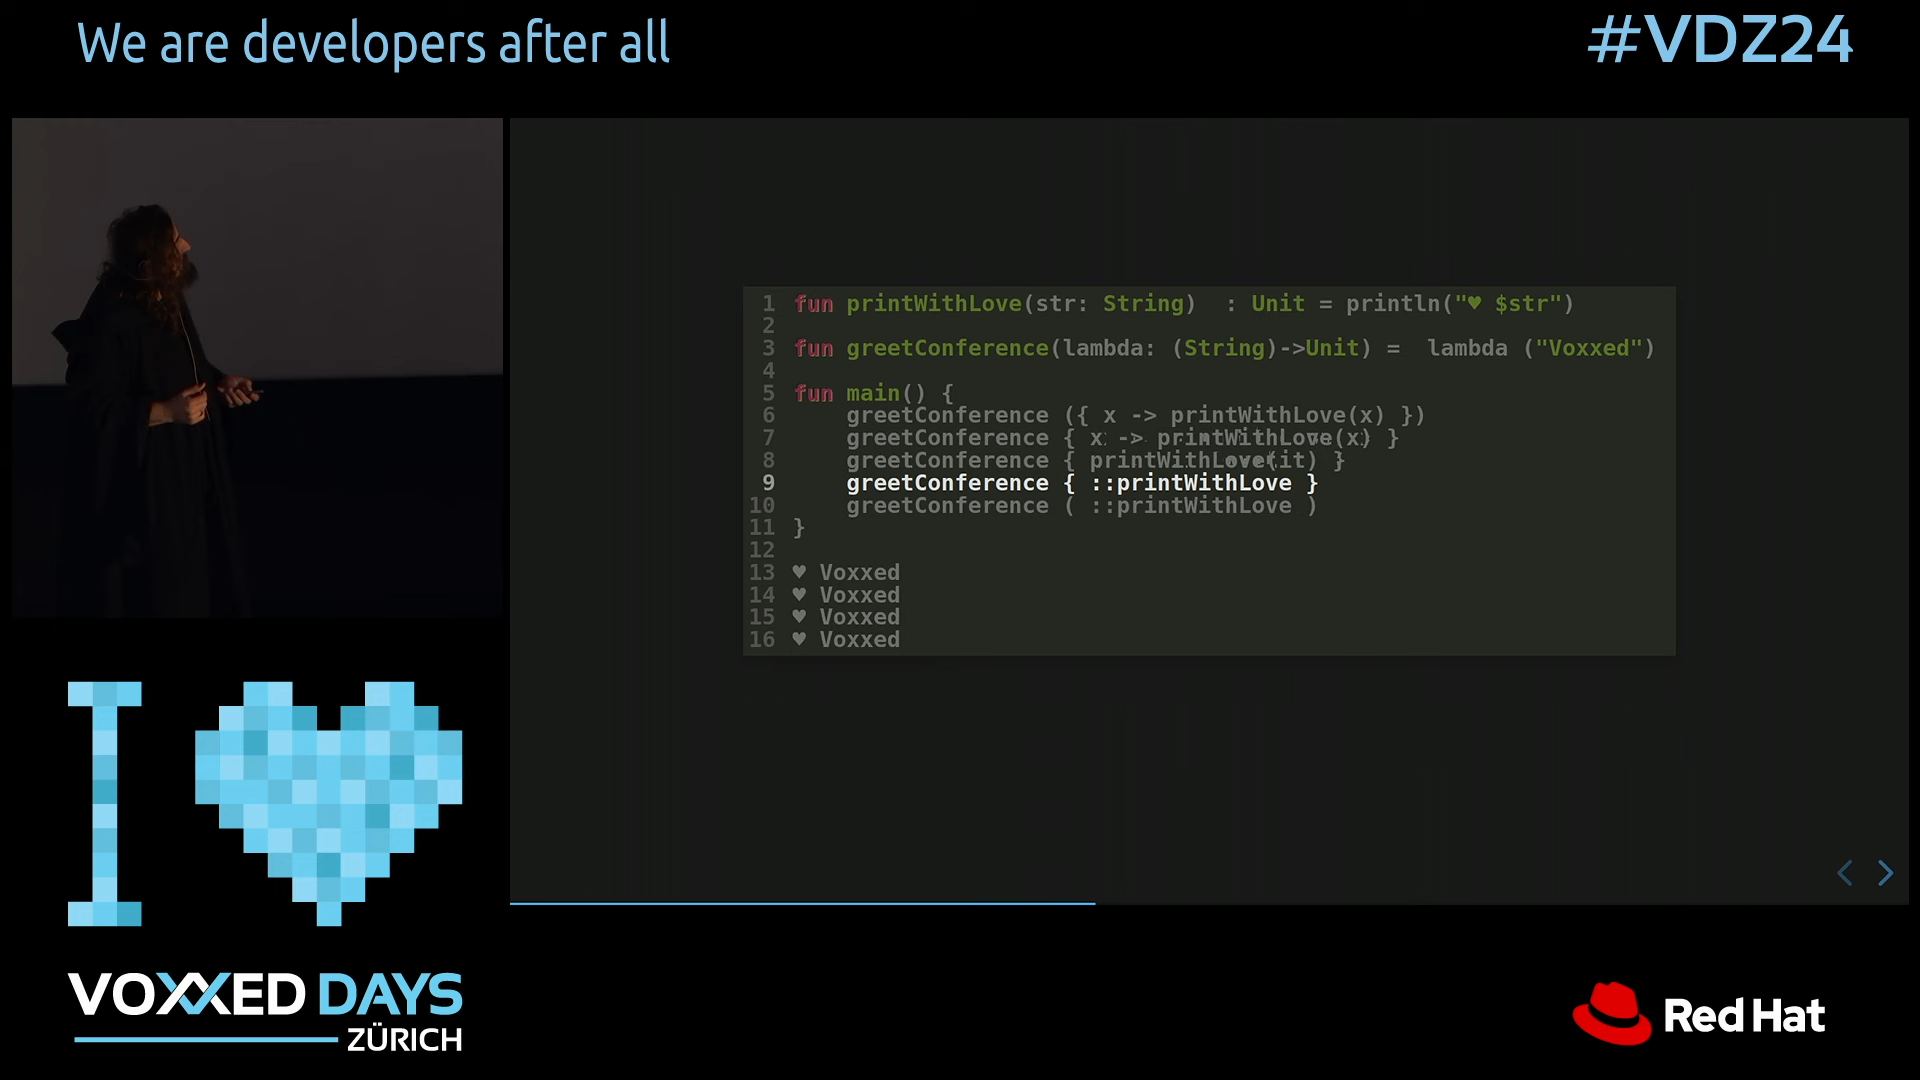 We are developers after all
#VDZ24
1 fun printWithLove(str: String)  : Unit = println("♥ $str")
2
3 fun greetConference(lambda: (String)->Unit) =  lambda ("Voxxed")
4
5 fun main() {
6     greetConference ({ x -> printWithLove(x) })
7     greetConference { x -> printWithLove(x) }
8     greetConference { printWithLove(it) }
9     greetConference { ::printWithLove }
10     greetConference ( ::printWithLove )
11 }
12
13 ♥ Voxxed
14 ♥ Voxxed
15 ♥ Voxxed
16 ♥ Voxxed
I
VOXXED DAYS
ZÜRICH
Red Hat